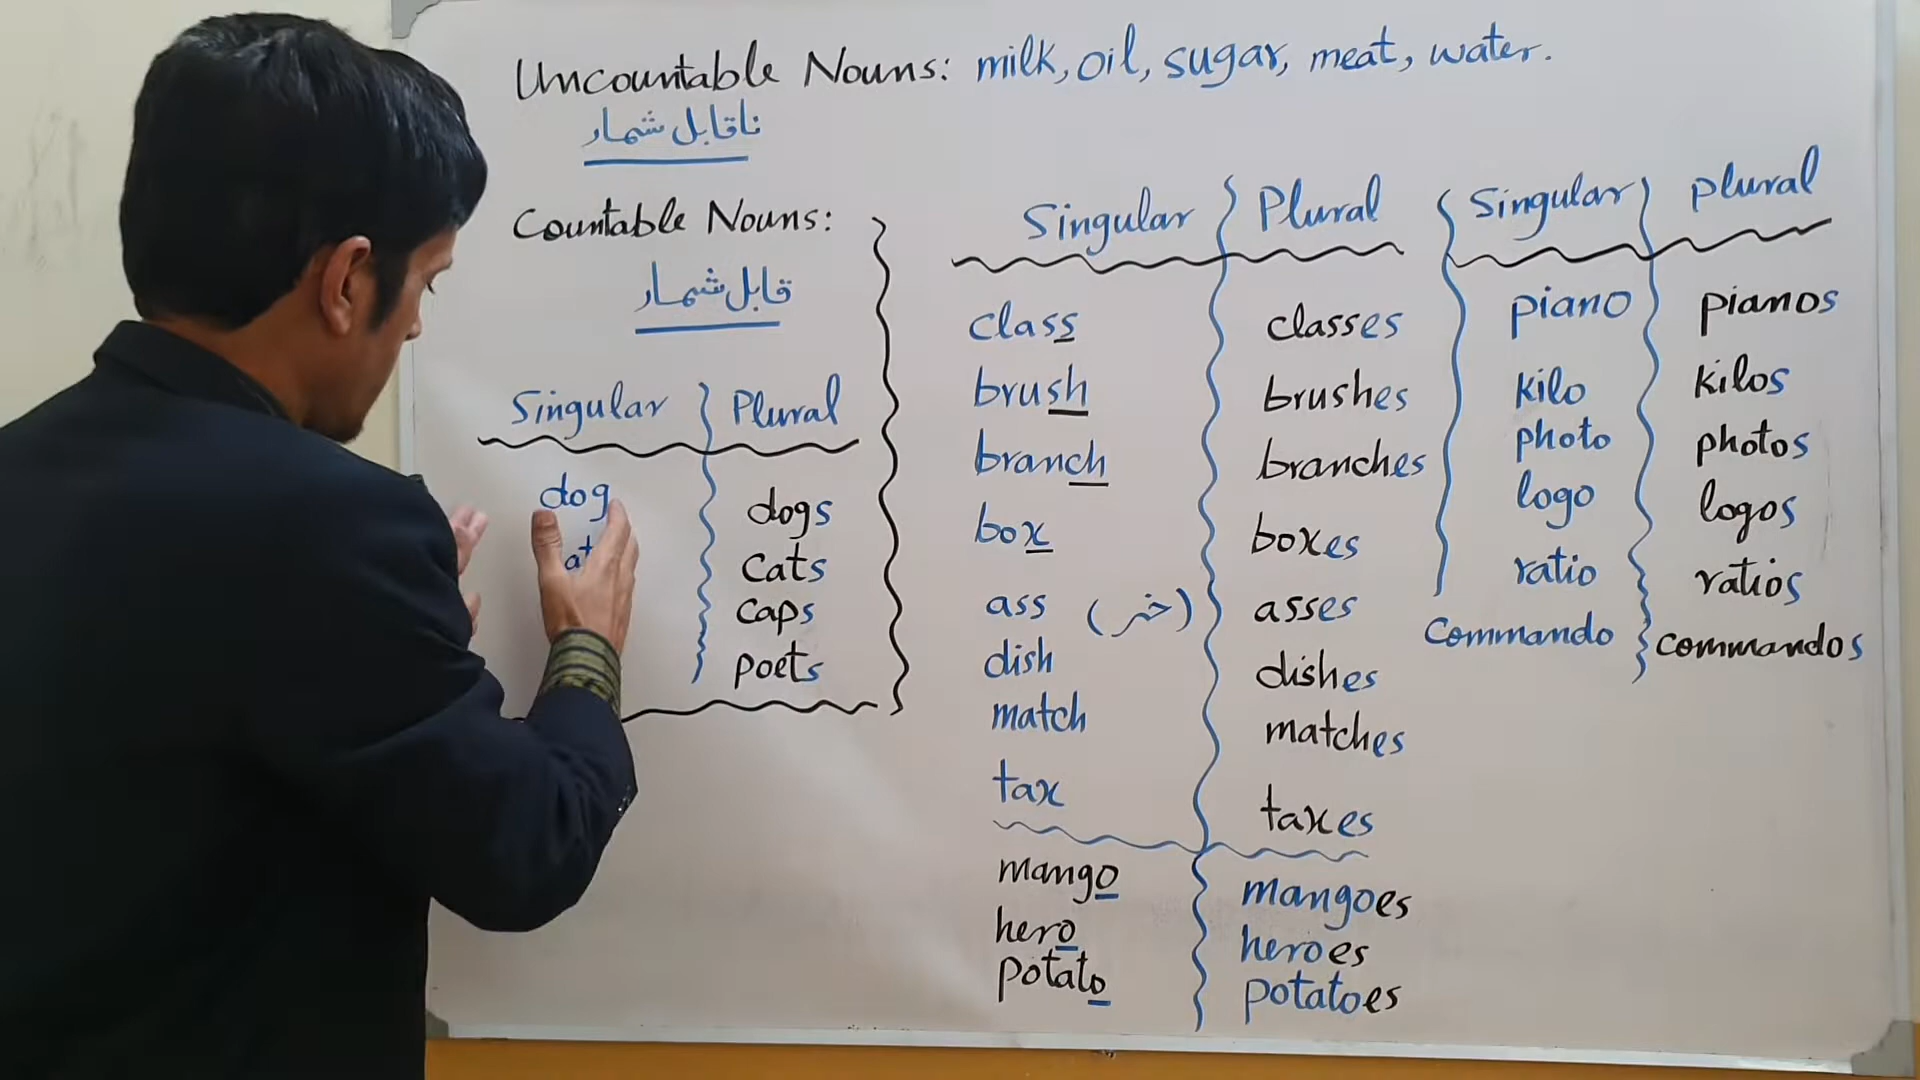 Uncountable Nouns: milk, oil, sugar, meat, water.
ناقابل شمار
Countable Nouns:
قابل شمار
Singular Plural
dog dogs
cats
caps
poets
Singular Plural
class classes
brush brushes
branch branches
box boxes
ass (خر) asses
dish dishes
match matches
tax taxes
mango mangoes
hero heroes
potato potatoes
Singular plural
piano pianos
kilo kilos
photo photos
logo logos
ratio ratios
Commando commandos